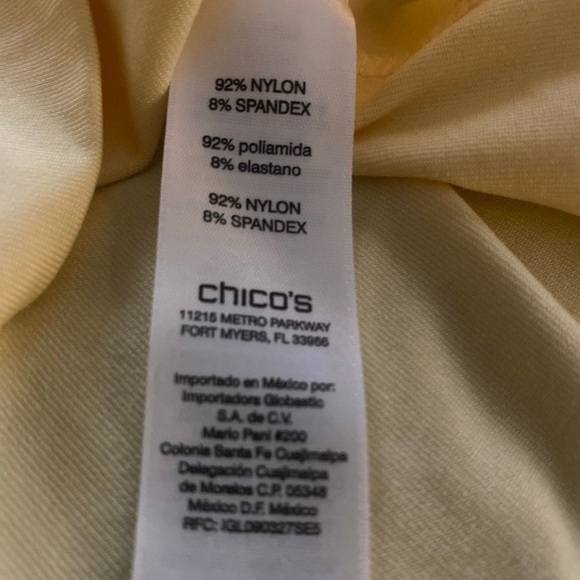 92% NYLON
8% SPANDEX
92% poliamida
8% elastano
92% NYLON
8% SPANDEX
chico's
11215 METRO PARKWAY
FORT MYERS, FL 33966
Importado en México por:
Importadora Globastic
S.A. de C.V.
Mario Pani #200
Colonia Santa Fe Cuajimalpa
Delegación Cuajimalpa
de Morelos C.P. 05348
México D.F. México
RFC: IGL090327SE5